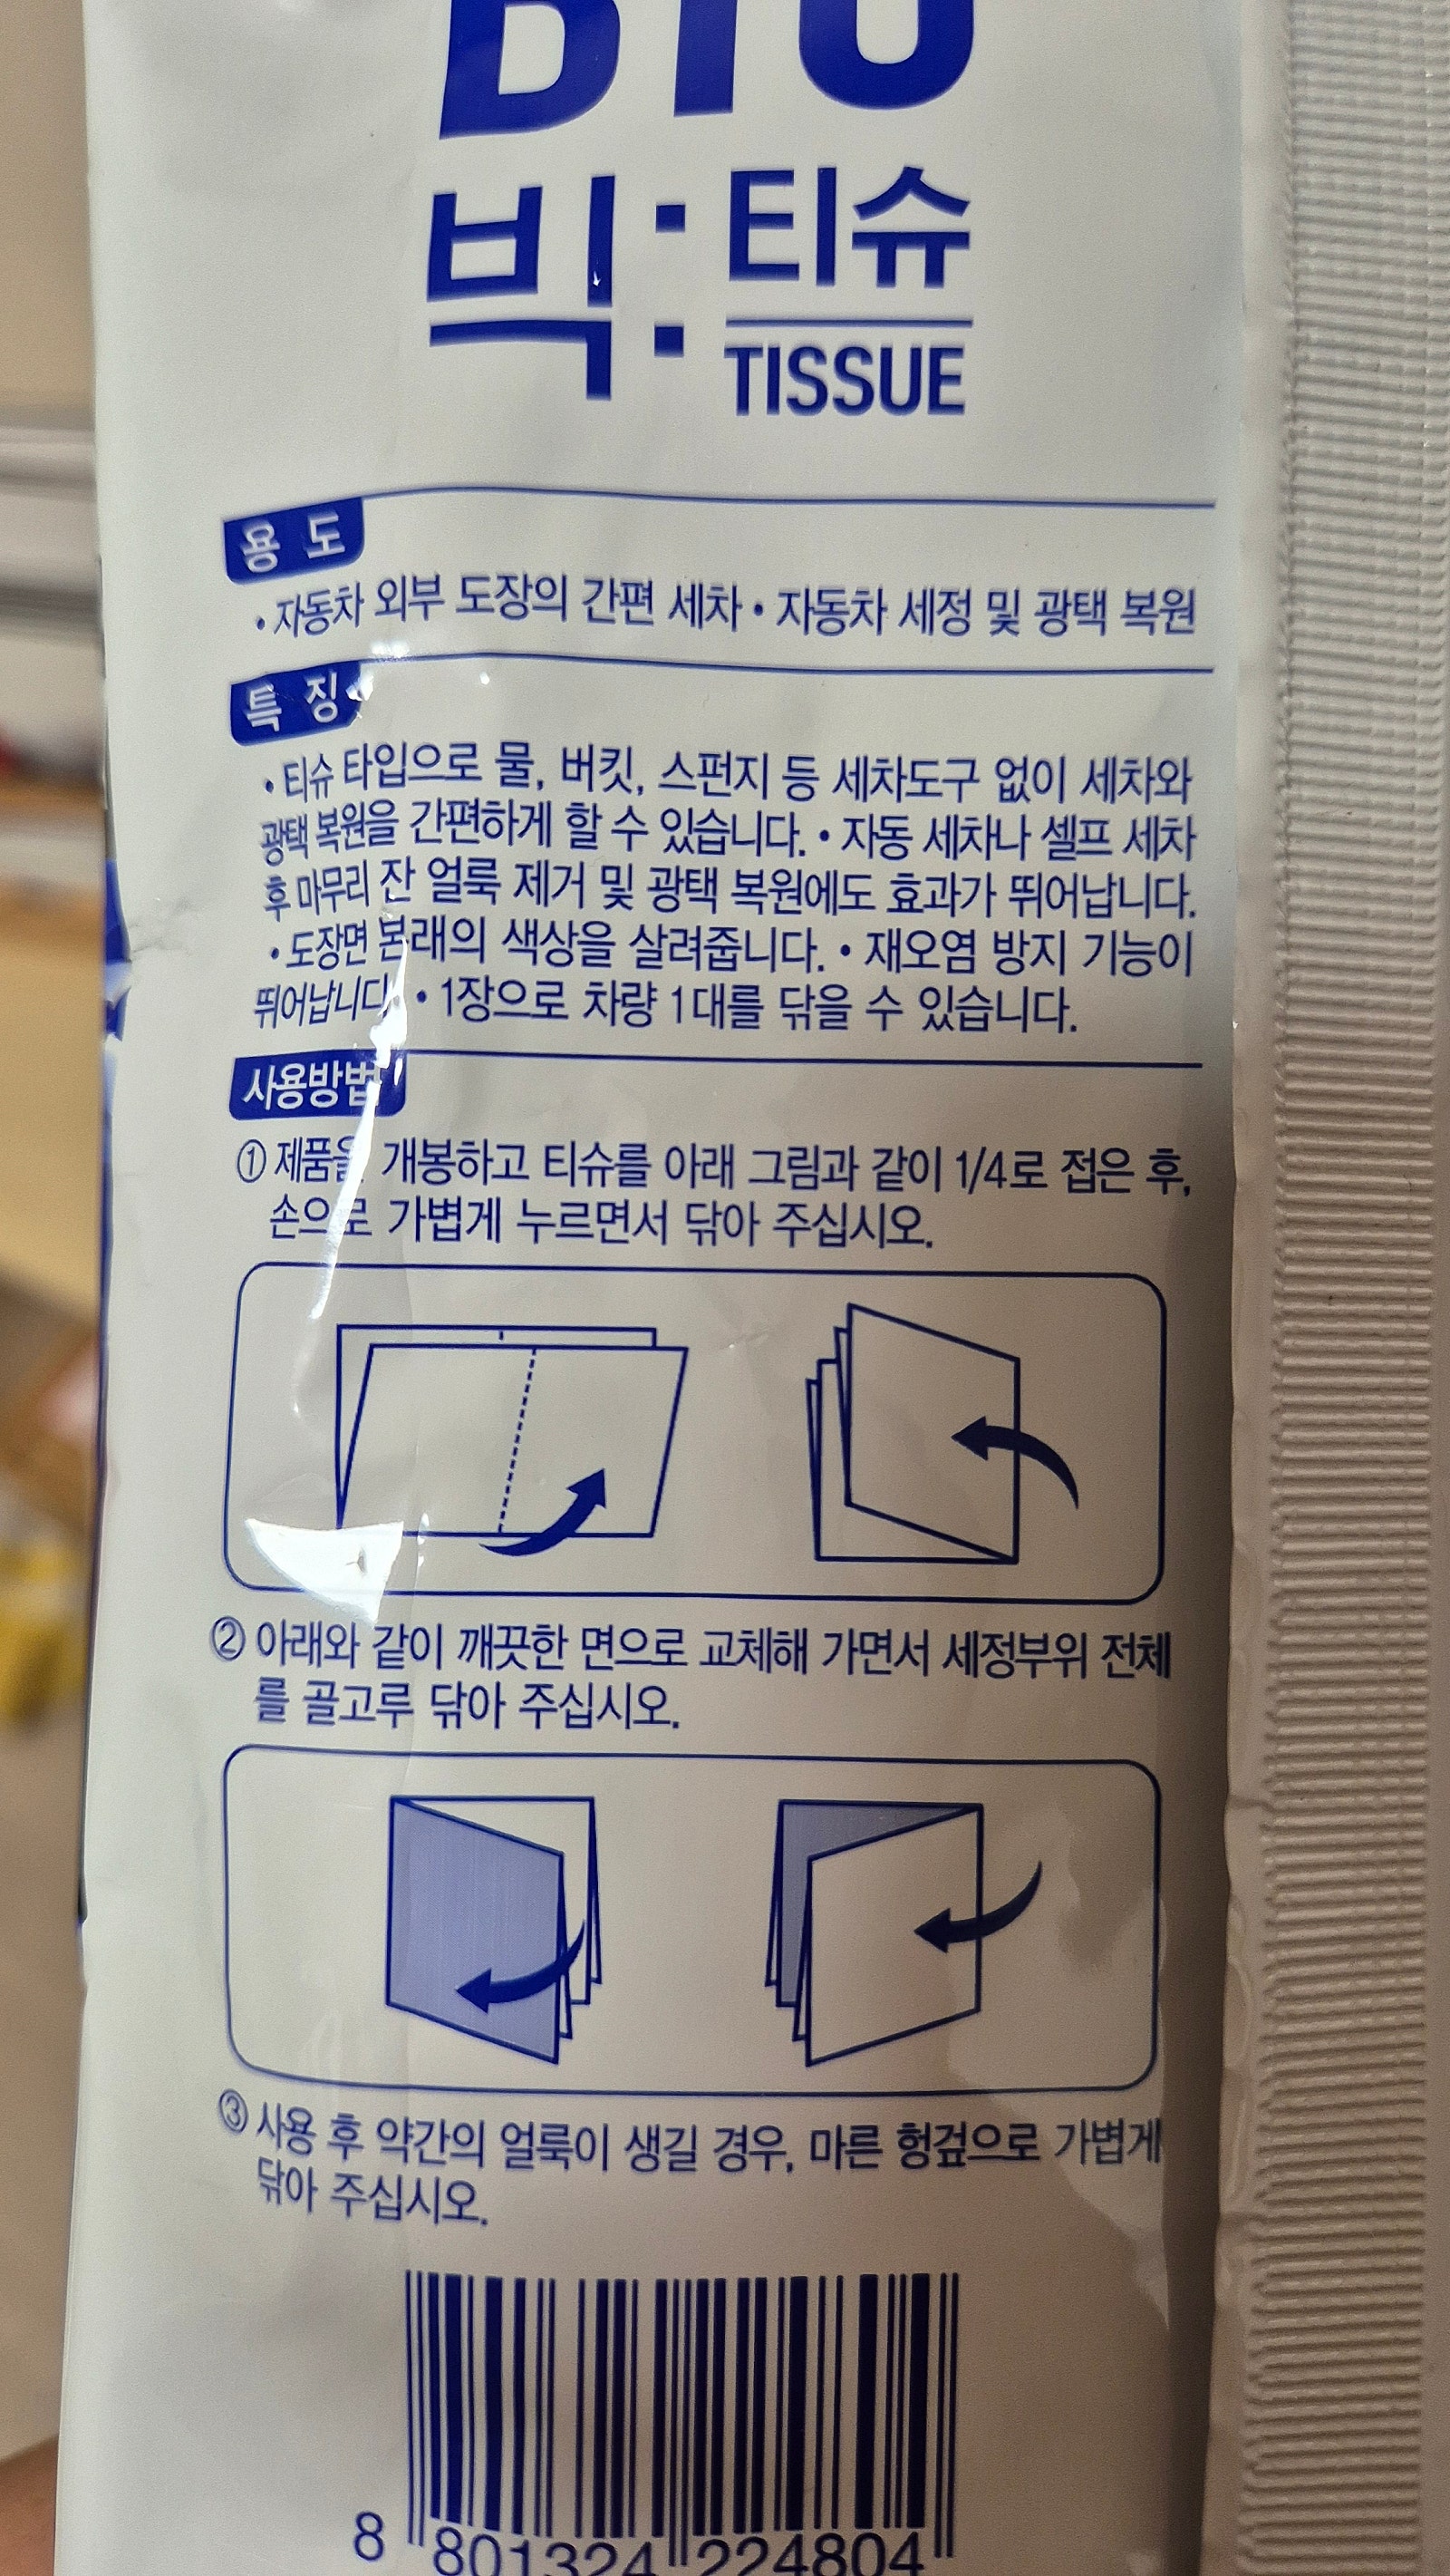 BIG
빅:티슈
TISSUE
용 도
• 자동차 외부 도장의 간편 세차 • 자동차 세정 및 광택 복원
특 징
• 티슈 타입으로 물, 버킷, 스펀지 등 세차도구 없이 세차와
광택 복원을 간편하게 할 수 있습니다. • 자동 세차나 셀프 세차
후 마무리 잔 얼룩 제거 및 광택 복원에도 효과가 뛰어납니다.
• 도장면 본래의 색상을 살려줍니다. • 재오염 방지 기능이
뛰어납니다. • 1장으로 차량 1대를 닦을 수 있습니다.
사용방법
① 제품을 개봉하고 티슈를 아래 그림과 같이 1/4로 접은 후,
손으로 가볍게 누르면서 닦아 주십시오.
② 아래와 같이 깨끗한 면으로 교체해 가면서 세정부위 전체
를 골고루 닦아 주십시오.
③ 사용 후 약간의 얼룩이 생길 경우, 마른 헝겊으로 가볍게
닦아 주십시오.
8 801324 224804